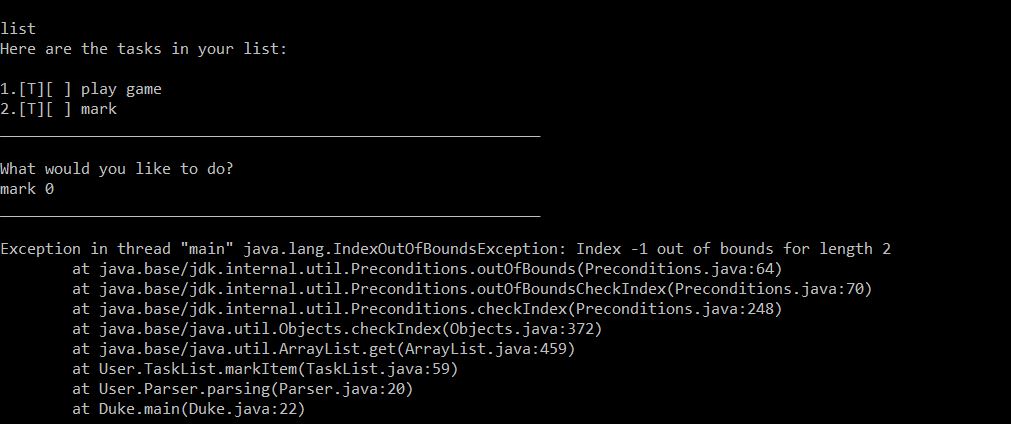 list
Here are the tasks in your list:
1.[T][ ] play game
2.[T][ ] mark
____________________________________________________________
What would you like to do?
mark 0
____________________________________________________________
Exception in thread "main" java.lang.IndexOutOfBoundsException: Index -1 out of bounds for length 2
at java.base/jdk.internal.util.Preconditions.outOfBounds(Preconditions.java:64)
at java.base/jdk.internal.util.Preconditions.outOfBoundsCheckIndex(Preconditions.java:70)
at java.base/jdk.internal.util.Preconditions.checkIndex(Preconditions.java:248)
at java.base/java.util.Objects.checkIndex(Objects.java:372)
at java.base/java.util.ArrayList.get(ArrayList.java:459)
at User.TaskList.markItem(TaskList.java:59)
at User.Parser.parsing(Parser.java:20)
at Duke.main(Duke.java:22)